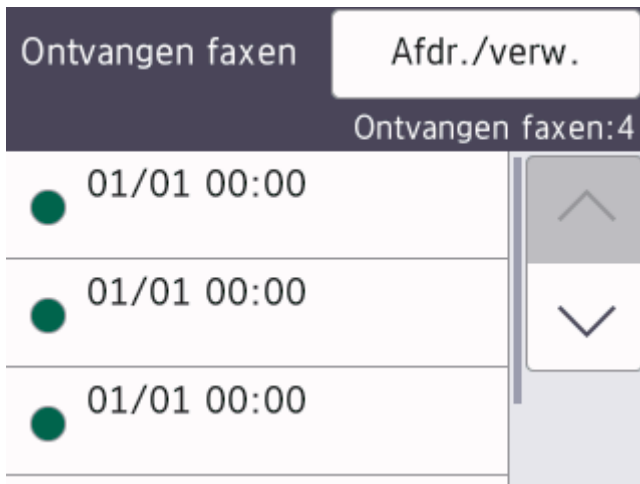 Ontvangen faxen
Afdr./verw.
Ontvangen faxen:4
01/01 00:00
01/01 00:00
01/01 00:00